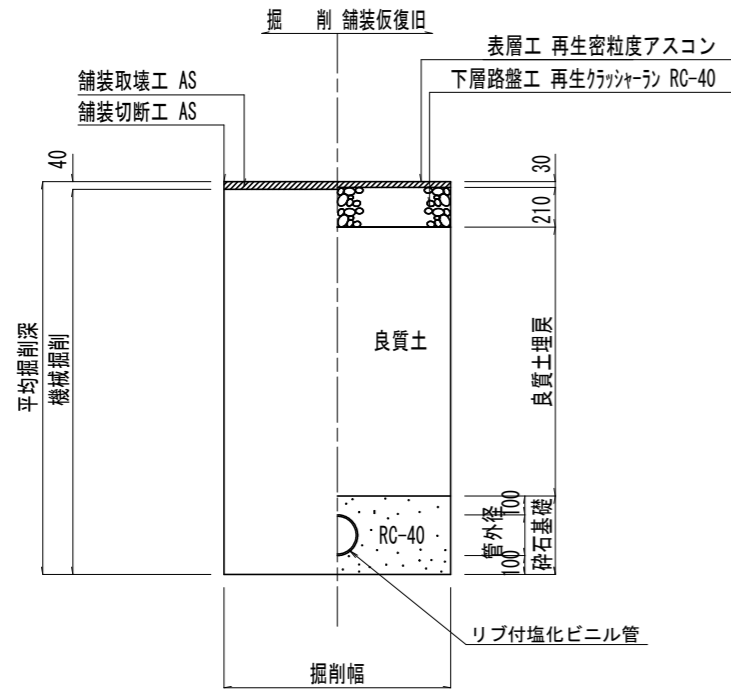 掘 削 舗装仮復旧
表層工 再生密粒度アスコン
舗装取壊工 AS
下層路盤工 再生クラッシャーラン RC-40
舗装切断工 AS
40
30
210
平均掘削深
機械掘削
良質土
良質土埋戻
100
管外径
RC-40
砕石基礎
100
リブ付塩化ビニル管
掘削幅